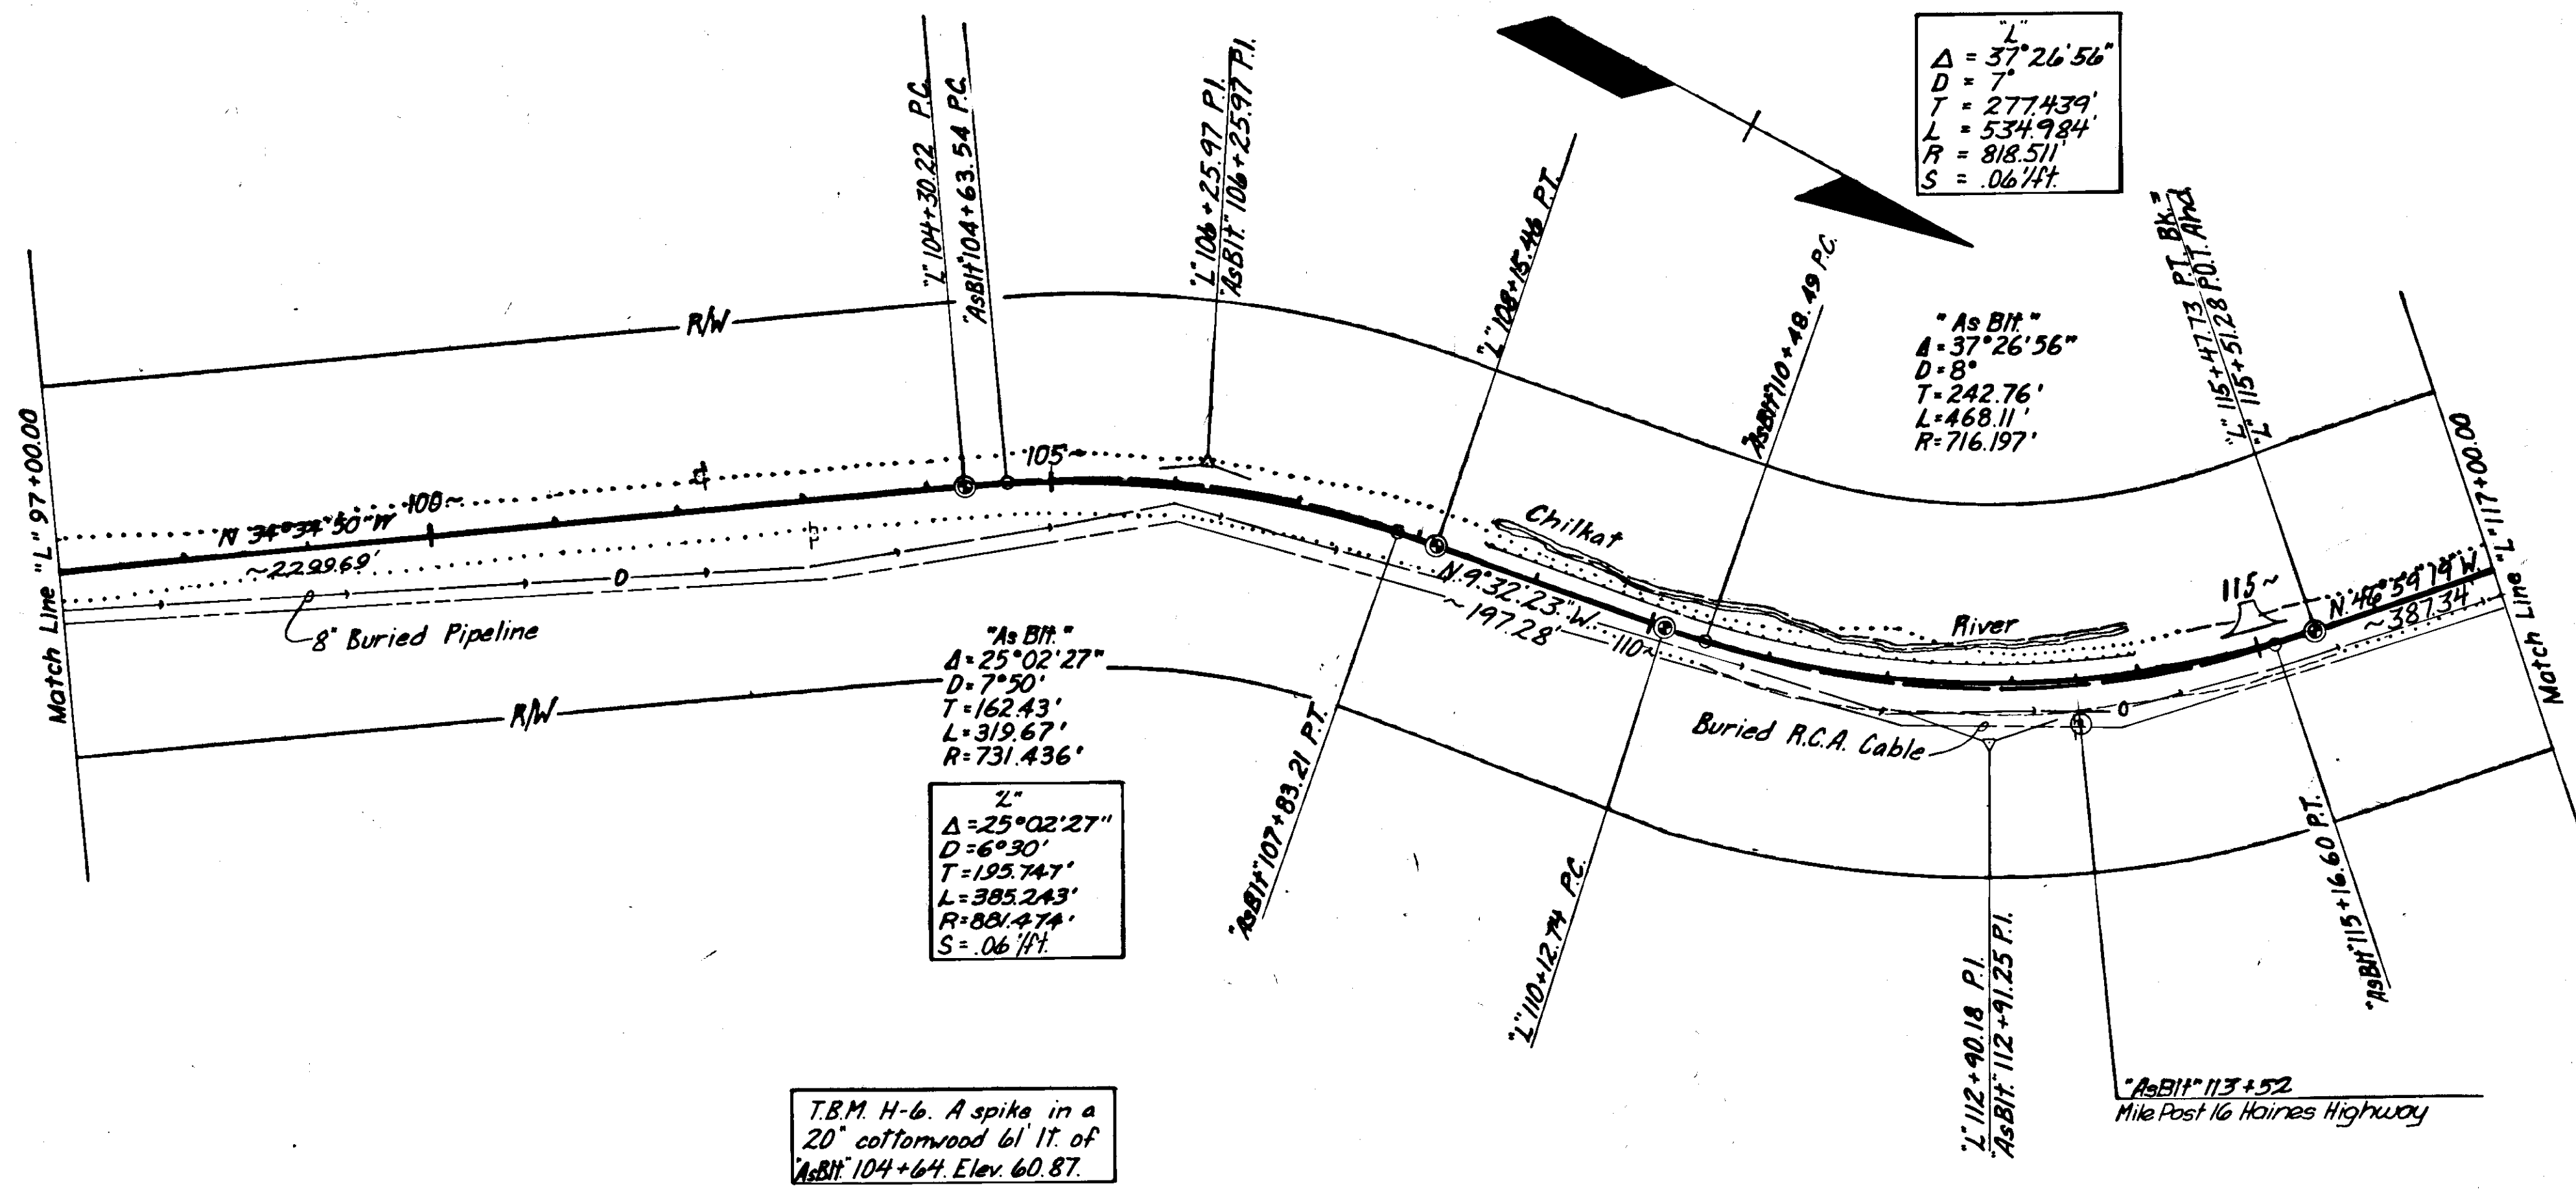 "L"
Δ = 37°26'56"
D = 7°
T = 277.439'
L = 534.984'
R = 818.511'
S = .06'/ft.
"L" 104+30.22 P.C.
"AsBlt" 104+63.54 P.C.
"L" 106+25.97 P.I.
"AsBlt." 106+25.97 P.I.
"L" 108+15.46 P.T.
"AsBlt" 110+48.49 P.C.
"L" 115+47.73 P.T. Bk. =
"L" 115+51.28 P.O.T. Ahd
"As Blt."
Δ = 37°26'56"
D = 8°
T = 242.76'
L = 468.11'
R = 716.197'
R/W
Match Line "L" 97+00.00
N 34°34'50" W
~2299.69'
100~
105~
Chilkat
River
N. 9°32'23" W.
~197.28'
110~
115~
N. 46°59'19" W.
~387.34'
Match Line "L" 117+00.00
8" Buried Pipeline
R/W
Buried R.C.A. Cable
"As Blt."
Δ = 25°02'27"
D = 7°50'
T = 162.43'
L = 319.67'
R = 731.436'
"L"
Δ = 25°02'27"
D = 6°30'
T = 195.747'
L = 385.243'
R = 881.474'
S = .06'/ft.
"AsBlt" 107+83.21 P.T.
"L" 110+12.74 P.C.
"L" 112+90.18 P.I.
"AsBlt." 112+91.25 P.I.
"AsBlt" 115+16.60 P.T.
"AsBlt" 113+52
Mile Post 16 Haines Highway
T.B.M. H-6. A spike in a
20" cottonwood 61' lt. of
"AsBlt." 104+64. Elev. 60.87.